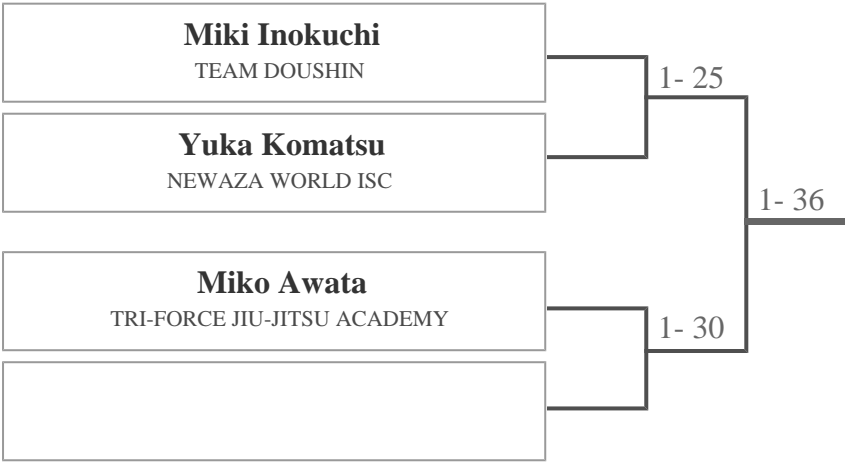 Miki Inokuchi
TEAM DOUSHIN
1- 25
Yuka Komatsu
NEWAZA WORLD ISC
1- 36
Miko Awata
TRI-FORCE JIU-JITSU ACADEMY
1- 30